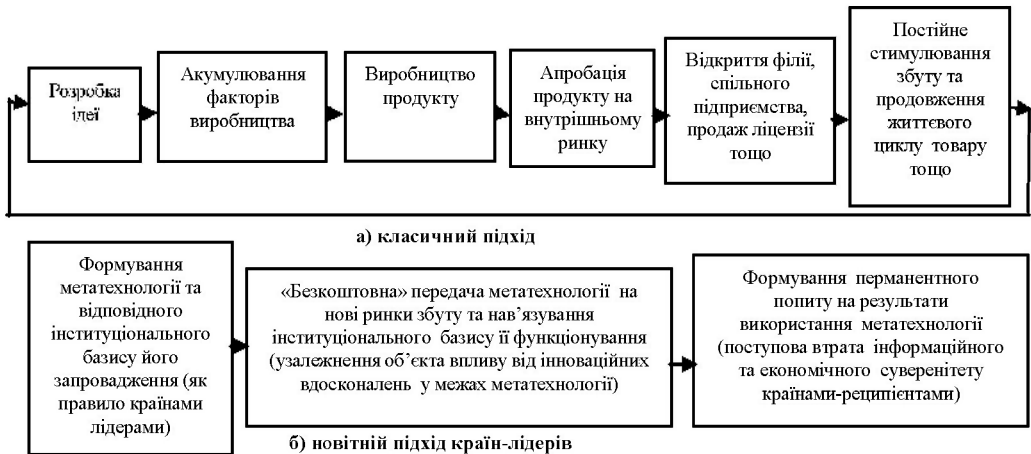 Розробка
ідеї
Акумулювання
факторів
виробництва
Виробництво
продукту
Апробація
продукту на
внутрішньому
ринку
Відкриття філії,
спільного
підприємства,
продаж ліцензії
тощо
Постійне
стимулювання
збуту та
продовження
життєвого
циклу товару
тощо
а) класичний підхід
Формування
метатехнології та
відповідного
інституціонального
базису його
запровадження (як
правило країнами
лідерами)
«Безкоштовна» передача метатехнології на
нові ринки збуту та нав’язування
інституціонального базису її функціонування
(узалежнення об’єкта впливу від інноваційних
вдосконалень у межах метатехнології)
Формування перманентного
попиту на результати
використання метатехнології
(поступова втрата інформаційного
та економічного суверенітету
країнами-реципієнтами)
б) новітній підхід країн-лідерів